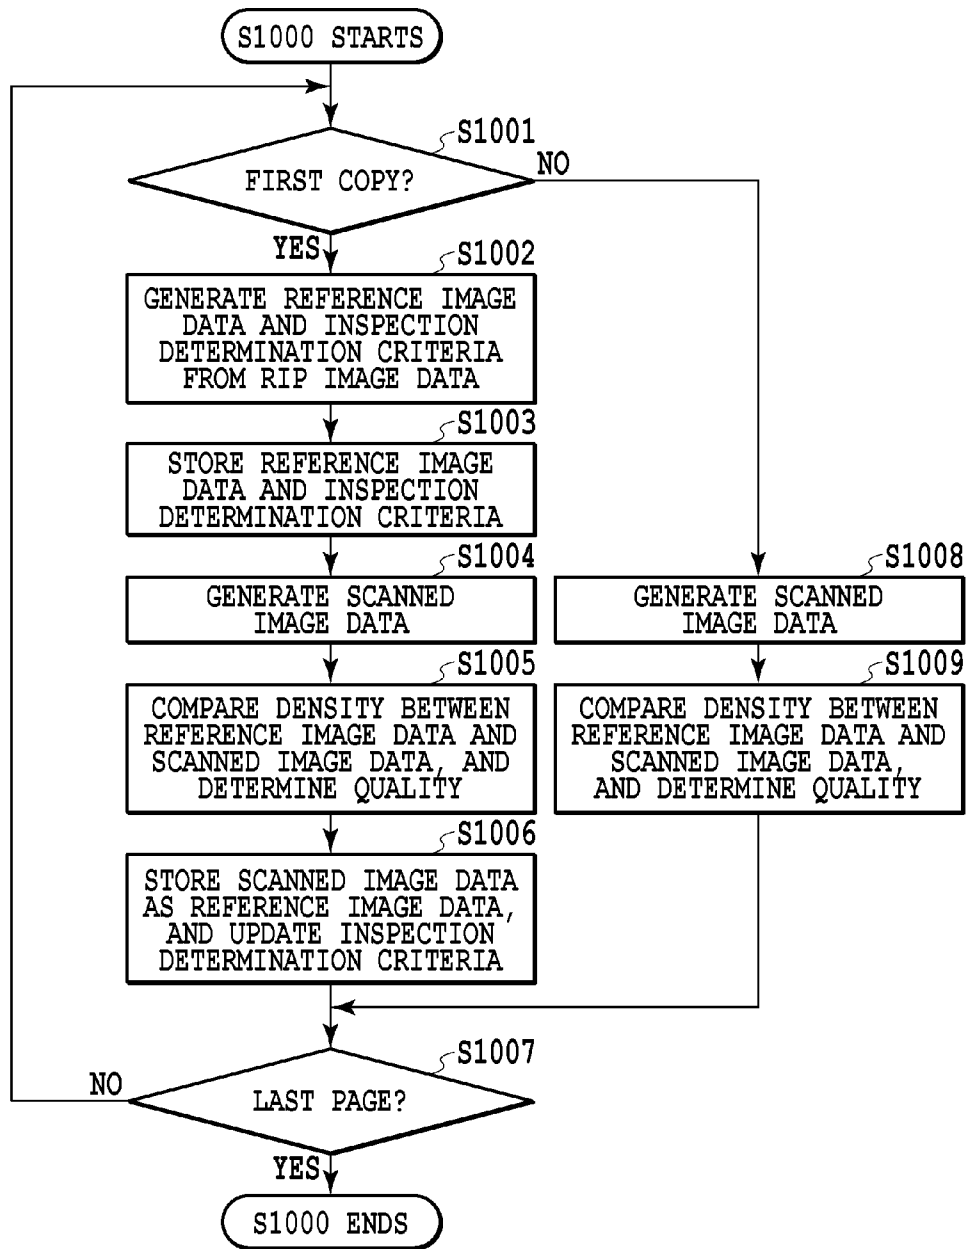 S1000 STARTS
S1001
FIRST COPY?
NO
YES
S1002
GENERATE REFERENCE IMAGE
DATA AND INSPECTION
DETERMINATION CRITERIA
FROM RIP IMAGE DATA
S1003
STORE REFERENCE IMAGE
DATA AND INSPECTION
DETERMINATION CRITERIA
S1004
GENERATE SCANNED
IMAGE DATA
S1008
GENERATE SCANNED
IMAGE DATA
S1005
COMPARE DENSITY BETWEEN
REFERENCE IMAGE DATA AND
SCANNED IMAGE DATA, AND
DETERMINE QUALITY
S1009
COMPARE DENSITY BETWEEN
REFERENCE IMAGE DATA AND
SCANNED IMAGE DATA,
AND DETERMINE QUALITY
S1006
STORE SCANNED IMAGE DATA
AS REFERENCE IMAGE DATA,
AND UPDATE INSPECTION
DETERMINATION CRITERIA
S1007
NO
LAST PAGE?
YES
S1000 ENDS